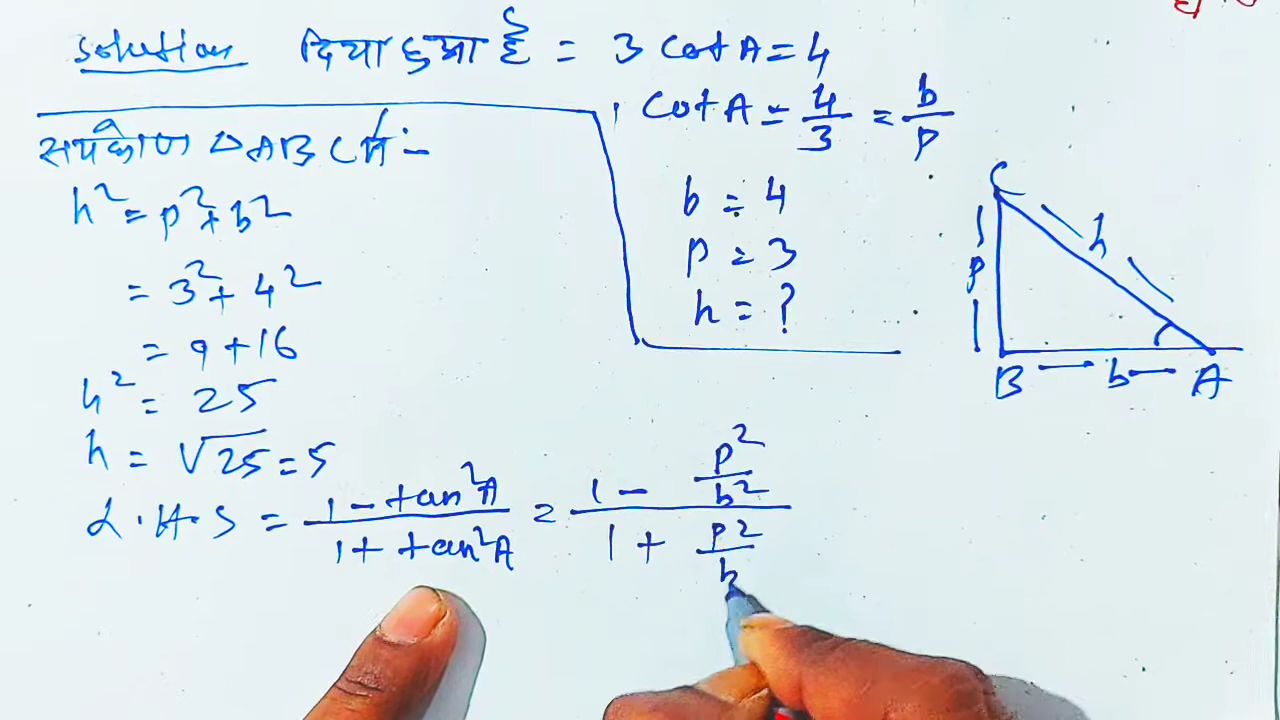 Solution दिया हुआ है = 3 cot A = 4
cot A = 4/3 = b/p
b = 4
p = 3
h = ?
समकोण △ABC में :-
h² = p² + b²
= 3² + 4²
= 9 + 16
h² = 25
h = √25 = 5
L.H.S = (1 - tan²A)/(1 + tan²A) = (1 - p²/b²)/(1 + p²/b
C
h
p
B b A